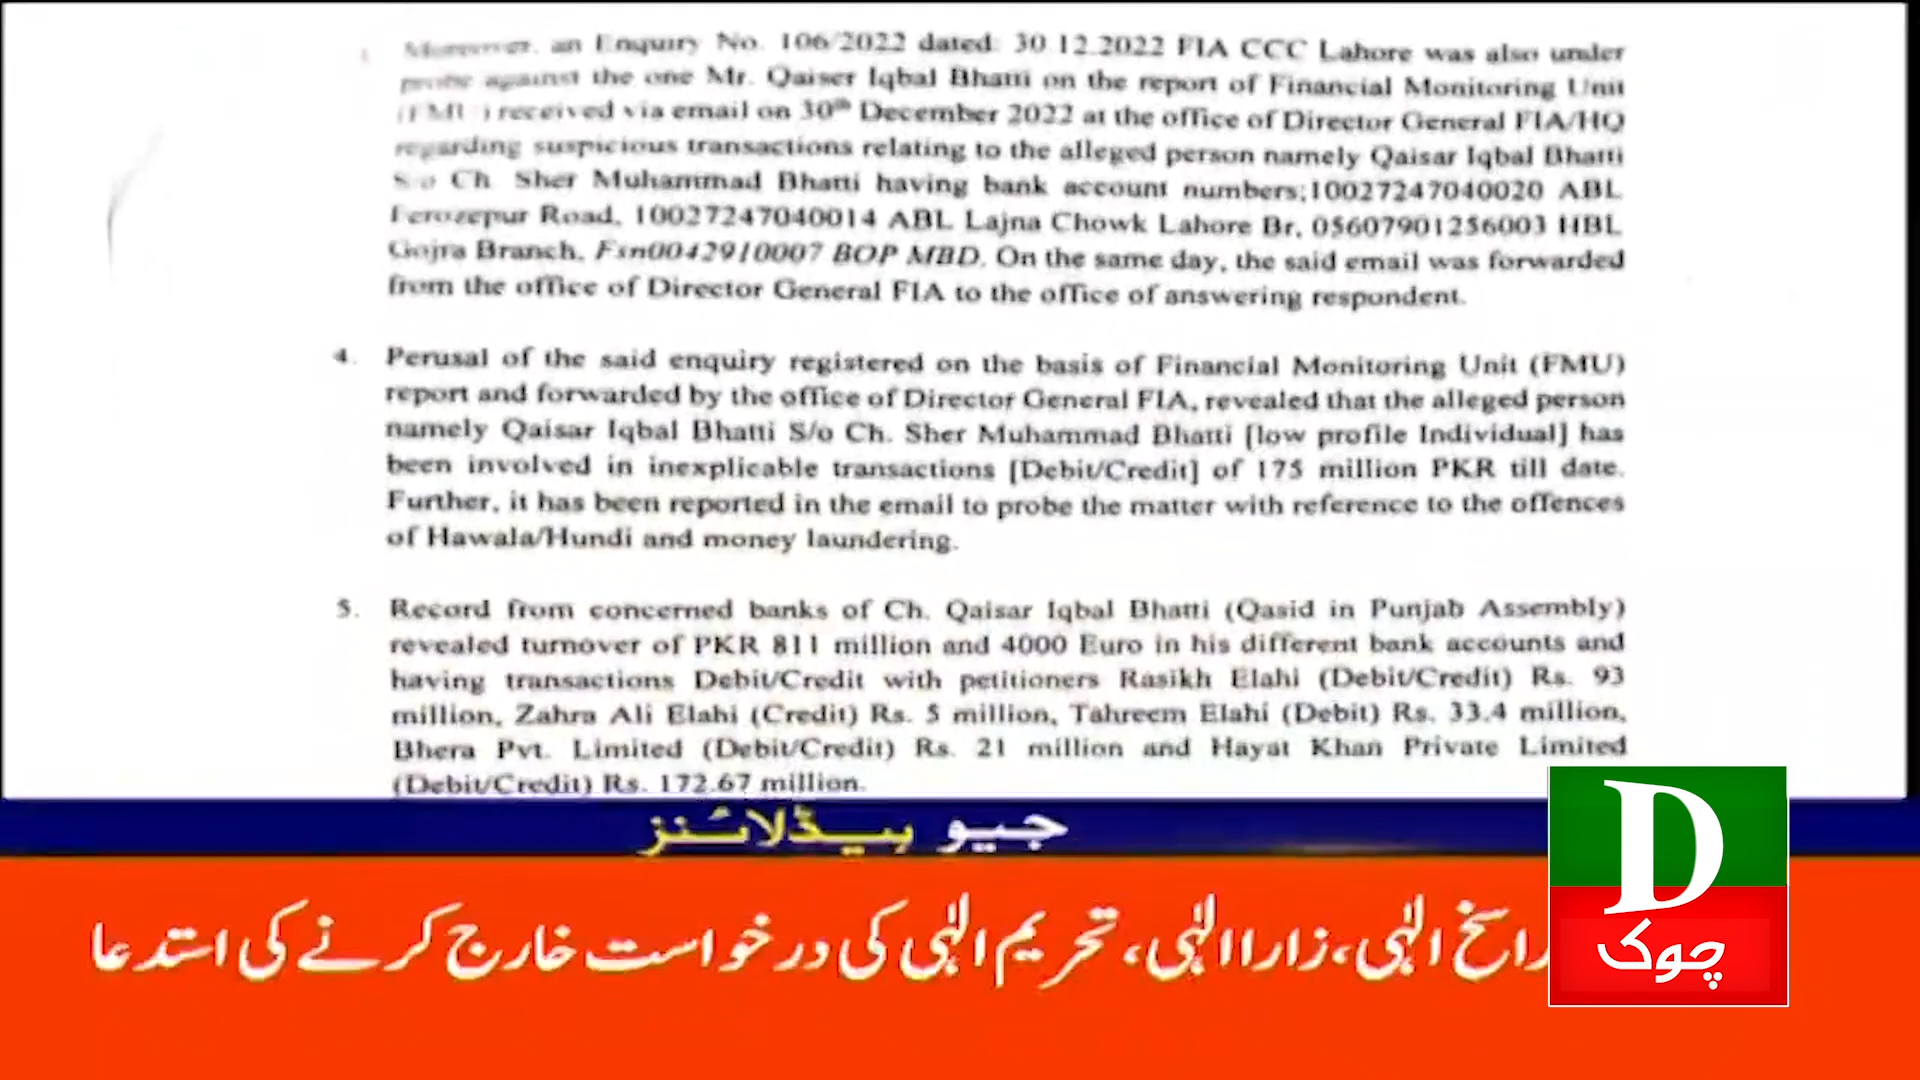 Moreover, an Enquiry No. 106/2022 dated: 30.12.2022 FIA CCC Lahore was also under
probe against the one Mr. Qaiser Iqbal Bhatti on the report of Financial Monitoring Unit
(FMU) received via email on 30th December 2022 at the office of Director General FIA/HQ
regarding suspicious transactions relating to the alleged person namely Qaisar Iqbal Bhatti
S/o Ch. Sher Muhammad Bhatti having bank account numbers;10027247040020 ABL
Ferozepur Road, 10027247040014 ABL Lajna Chowk Lahore Br, 05607901256003 HBL
Gojra Branch, Fsn0042910007 BOP MBD. On the same day, the said email was forwarded
from the office of Director General FIA to the office of answering respondent.
4. Perusal of the said enquiry registered on the basis of Financial Monitoring Unit (FMU)
report and forwarded by the office of Director General FIA, revealed that the alleged person
namely Qaisar Iqbal Bhatti S/o Ch. Sher Muhammad Bhatti [low profile Individual] has
been involved in inexplicable transactions [Debit/Credit] of 175 million PKR till date.
Further, it has been reported in the email to probe the matter with reference to the offences
of Hawala/Hundi and money laundering.
5. Record from concerned banks of Ch. Qaisar Iqbal Bhatti (Qasid in Punjab Assembly)
revealed turnover of PKR 811 million and 4000 Euro in his different bank accounts and
having transactions Debit/Credit with petitioners Rasikh Elahi (Debit/Credit) Rs. 93
million, Zahra Ali Elahi (Credit) Rs. 5 million, Tahreem Elahi (Debit) Rs. 33.4 million,
Bhera Pvt. Limited (Debit/Credit) Rs. 21 million and Hayat Khan Private Limited
(Debit/Credit) Rs. 172.67 million.
جیو ہیڈلائنز
راسخ الہٰی، زارا الہٰی، تحریم الہٰی کی درخواست خارج کرنے کی استدعا
D
چوک